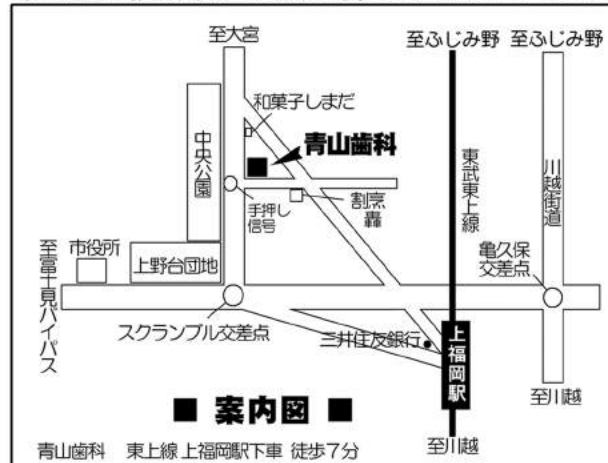 至大宮
至ふじみ野
至ふじみ野
和菓子しまだ
青山歯科
中央公園
手押し
信号
割烹
轟
東武東上線
川越街道
至富士見バイパス
市役所
上野台団地
亀久保
交差点
スクランブル交差点
三井住友銀行
上福岡駅
至川越
至川越
■ 案内図 ■
青山歯科 東上線 上福岡駅下車 徒歩7分